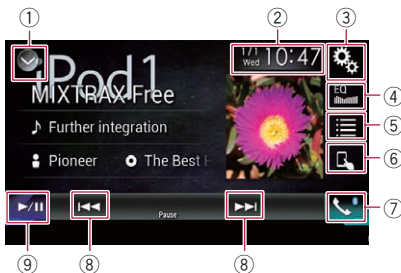 ① ② ③
iPod1
1/1 Wed 10:47
MIXTRAX Free
EQ
④
♪ Further integration
⑤
Pioneer The Best
⑥
Pause
⑦
⑨ ⑧ ⑧